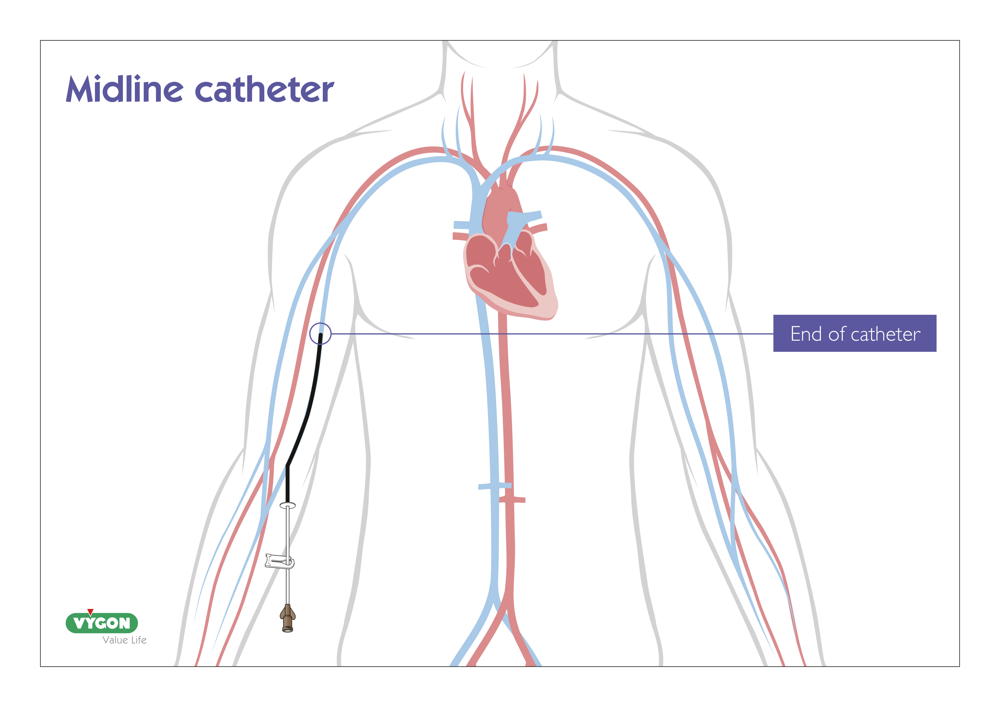 Midline catheter
End of catheter
VYGON
Value Life